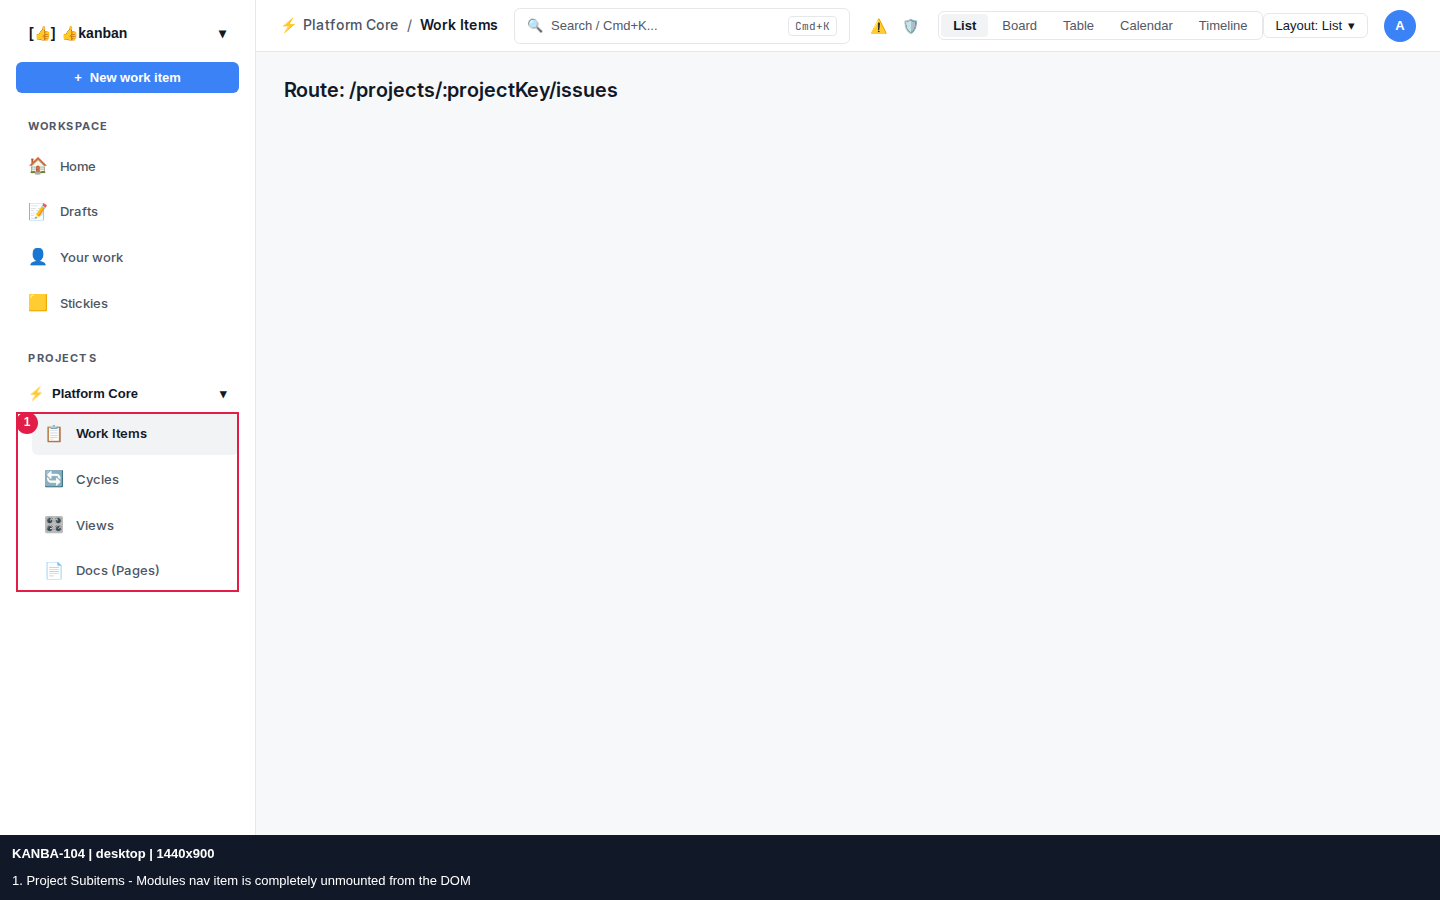 [👍] 👍kanban ▼
+ New work item
WORKSPACE
🏠 Home
📝 Drafts
👤 Your work
🟨 Stickies
PROJECTS
⚡ Platform Core ▼
1
📋 Work Items
🔄 Cycles
🎛️ Views
📄 Docs (Pages)
⚡ Platform Core / Work Items
🔍 Search / Cmd+K... Cmd+K
⚠️ 🛡️
List Board Table Calendar Timeline
Layout: List ▼
A
Route: /projects/:projectKey/issues
KANBA-104 | desktop | 1440x900
1. Project Subitems - Modules nav item is completely unmounted from the DOM